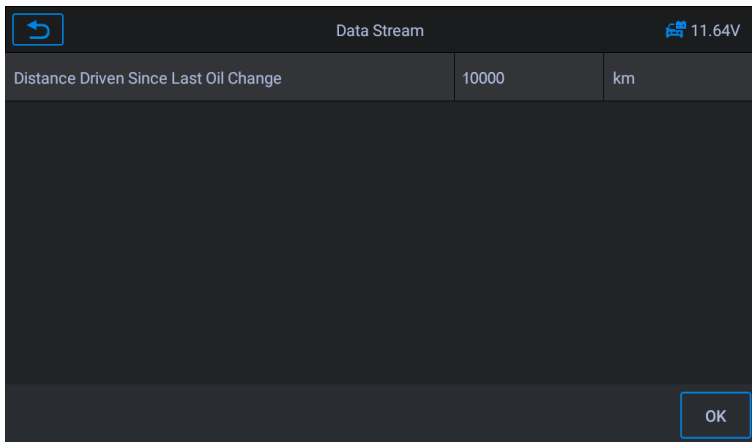 Data Stream 11.64V
Distance Driven Since Last Oil Change 10000 km
OK